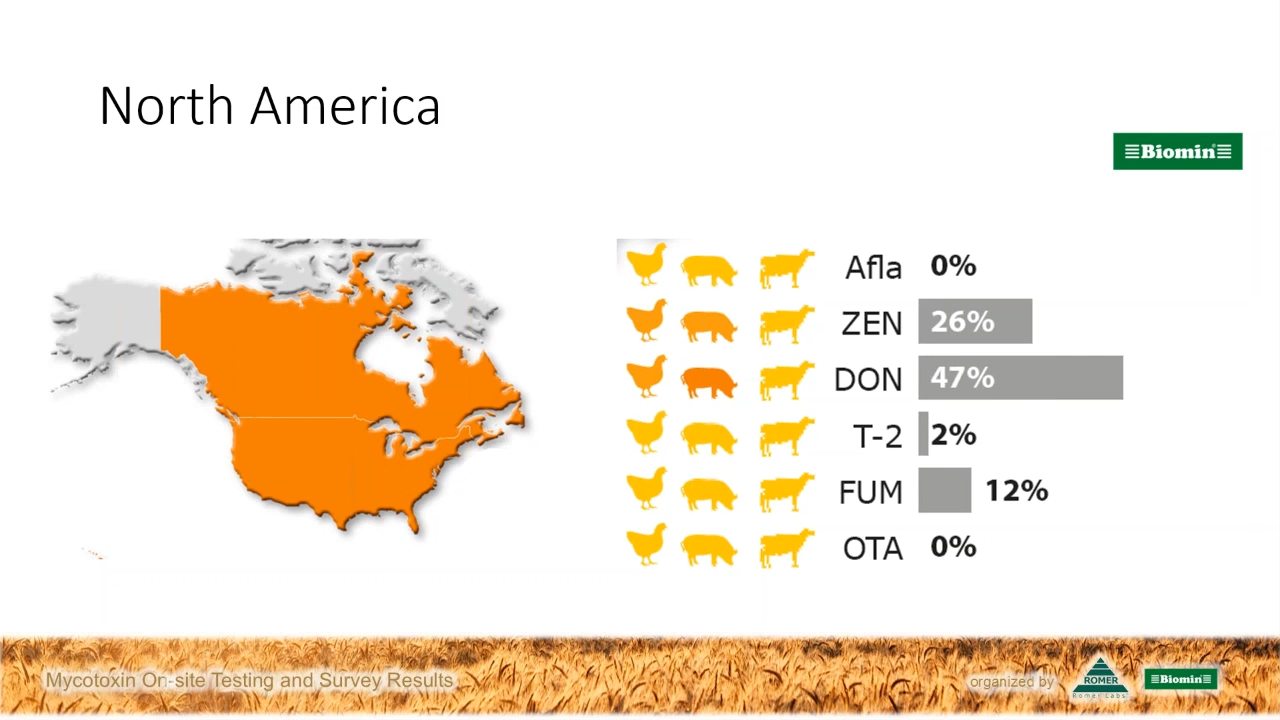 North America
Biomin
Afla 0%
ZEN 26%
DON 47%
T-2 2%
FUM 12%
OTA 0%
Mycotoxin On-site Testing and Survey Results
organized by
ROMER
Romer Labs
Biomin